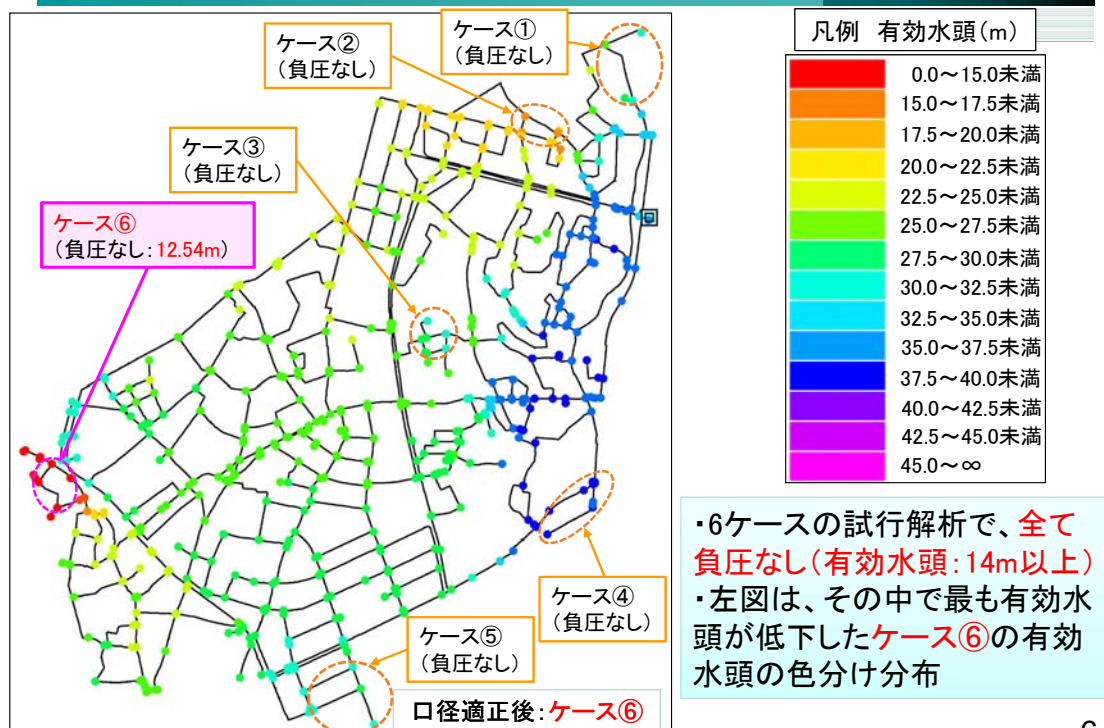 ケース①
(負圧なし)
ケース②
(負圧なし)
ケース③
(負圧なし)
ケース⑥
(負圧なし:12.54m)
ケース④
(負圧なし)
ケース⑤
(負圧なし)
口径適正後:ケース⑥
凡例 有効水頭(m)
0.0~15.0未満
15.0~17.5未満
17.5~20.0未満
20.0~22.5未満
22.5~25.0未満
25.0~27.5未満
27.5~30.0未満
30.0~32.5未満
32.5~35.0未満
35.0~37.5未満
37.5~40.0未満
40.0~42.5未満
42.5~45.0未満
45.0~∞
・6ケースの試行解析で、全て
負圧なし(有効水頭:14m以上)
・左図は、その中で最も有効水
頭が低下したケース⑥の有効
水頭の色分け分布